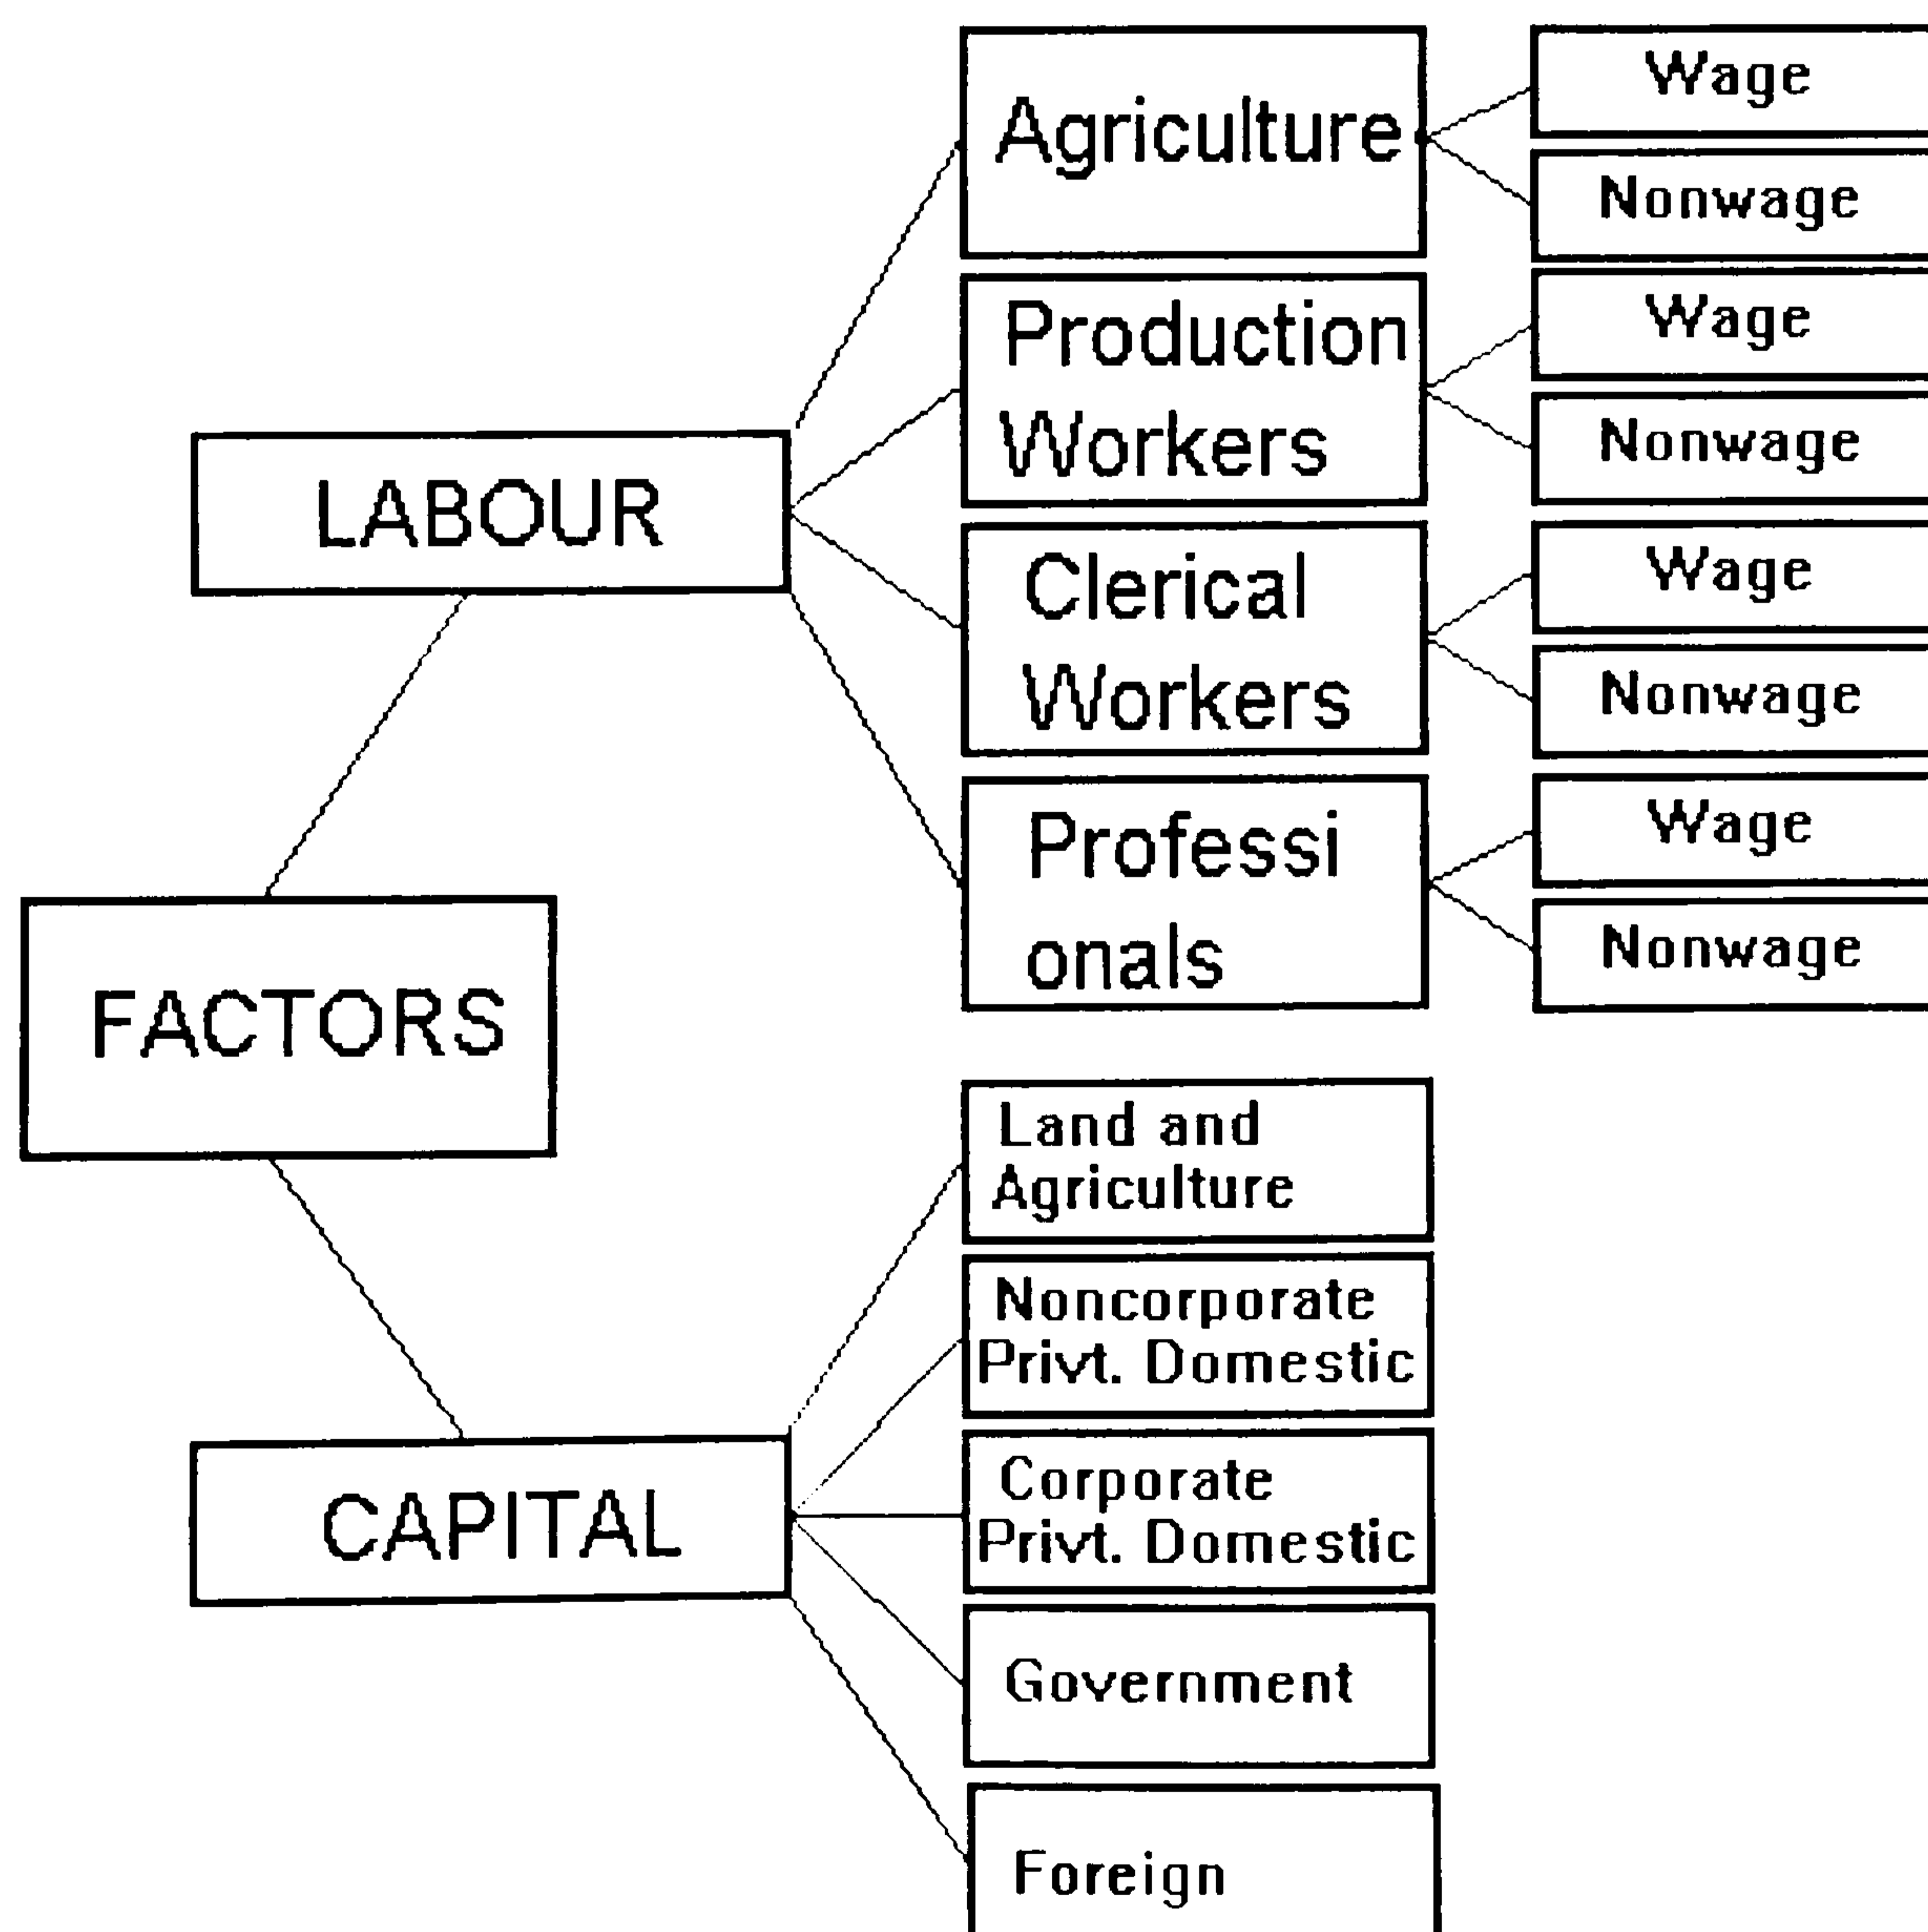 Agriculture
Wage
Nonwage
Production
Workers
Wage
Nonwage
LABOUR
Clerical
Workers
Wage
Nonwage
Professi
onals
Wage
Nonwage
FACTORS
Land and
Agriculture
Noncorporate
Privt. Domestic
CAPITAL
Corporate
Privt. Domestic
Government
Foreign